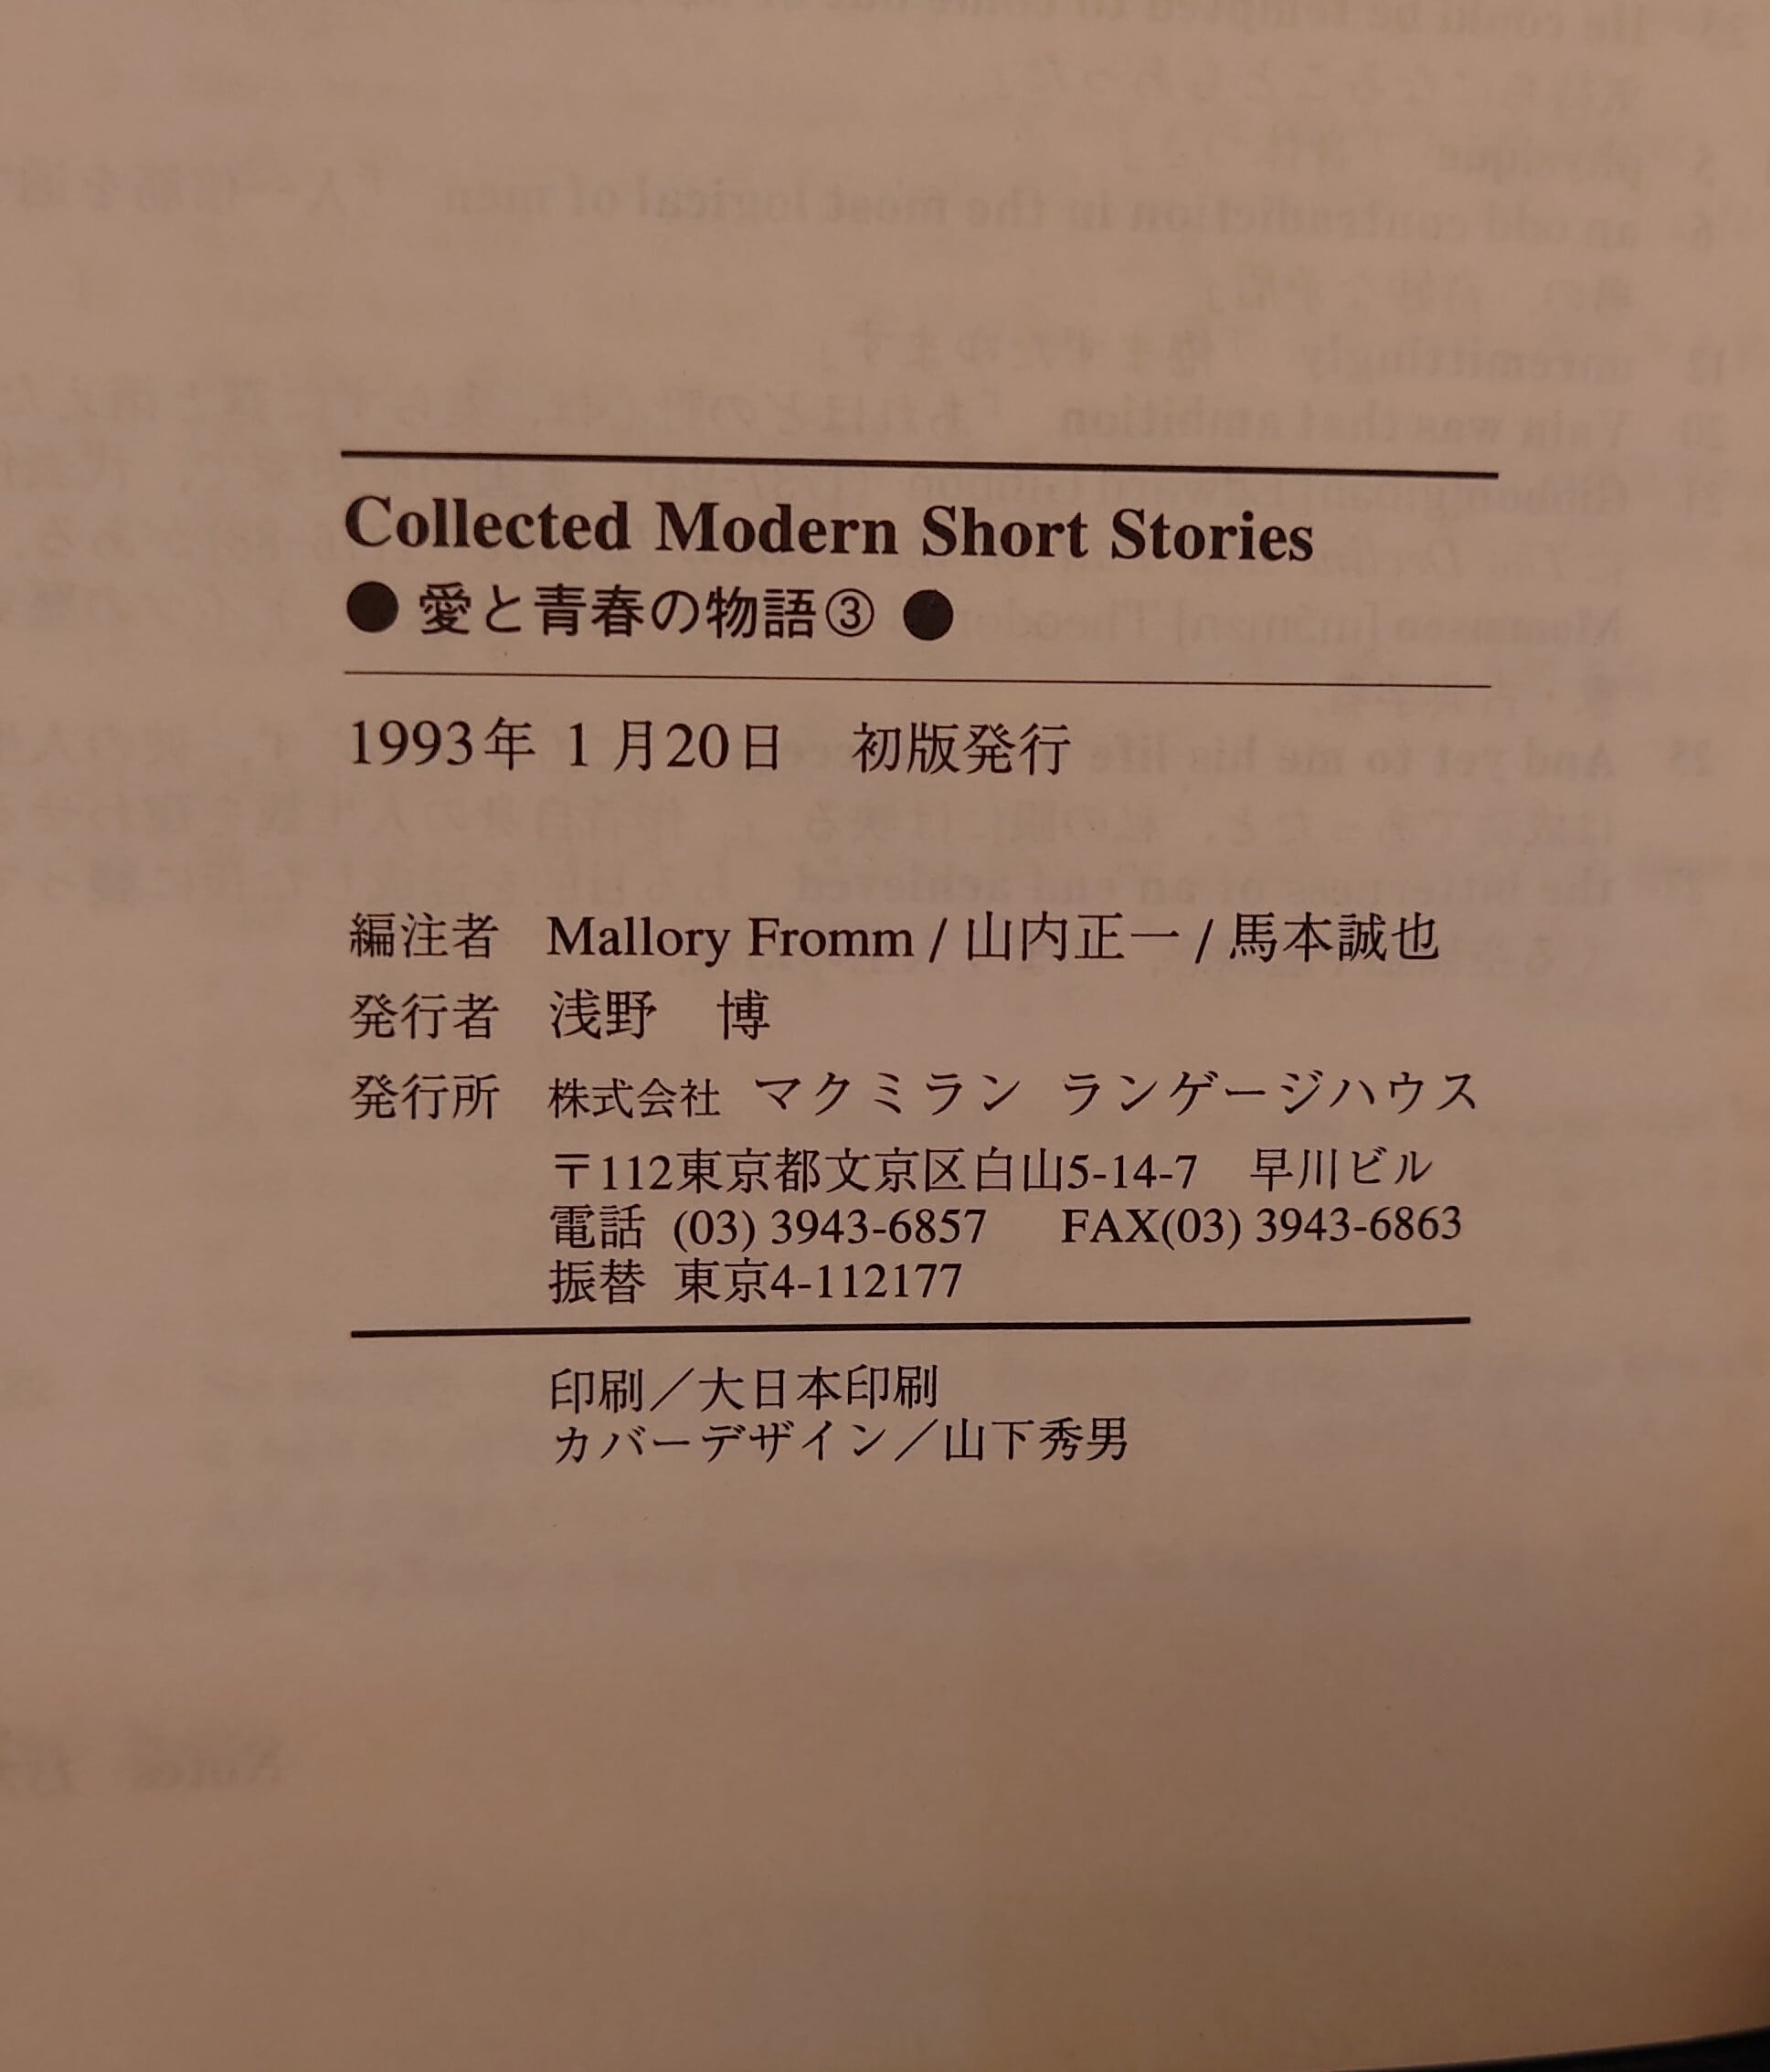 Collected Modern Short Stories
● 愛と青春の物語③ ●
1993年 1月20日　初版発行
編注者　Mallory Fromm / 山内正一 / 馬本誠也
発行者　浅野　博
発行所　株式会社 マクミラン ランゲージハウス
〒112東京都文京区白山5-14-7　早川ビル
電話 (03) 3943-6857　FAX(03) 3943-6863
振替 東京4-112177
印刷／大日本印刷
カバーデザイン／山下秀男